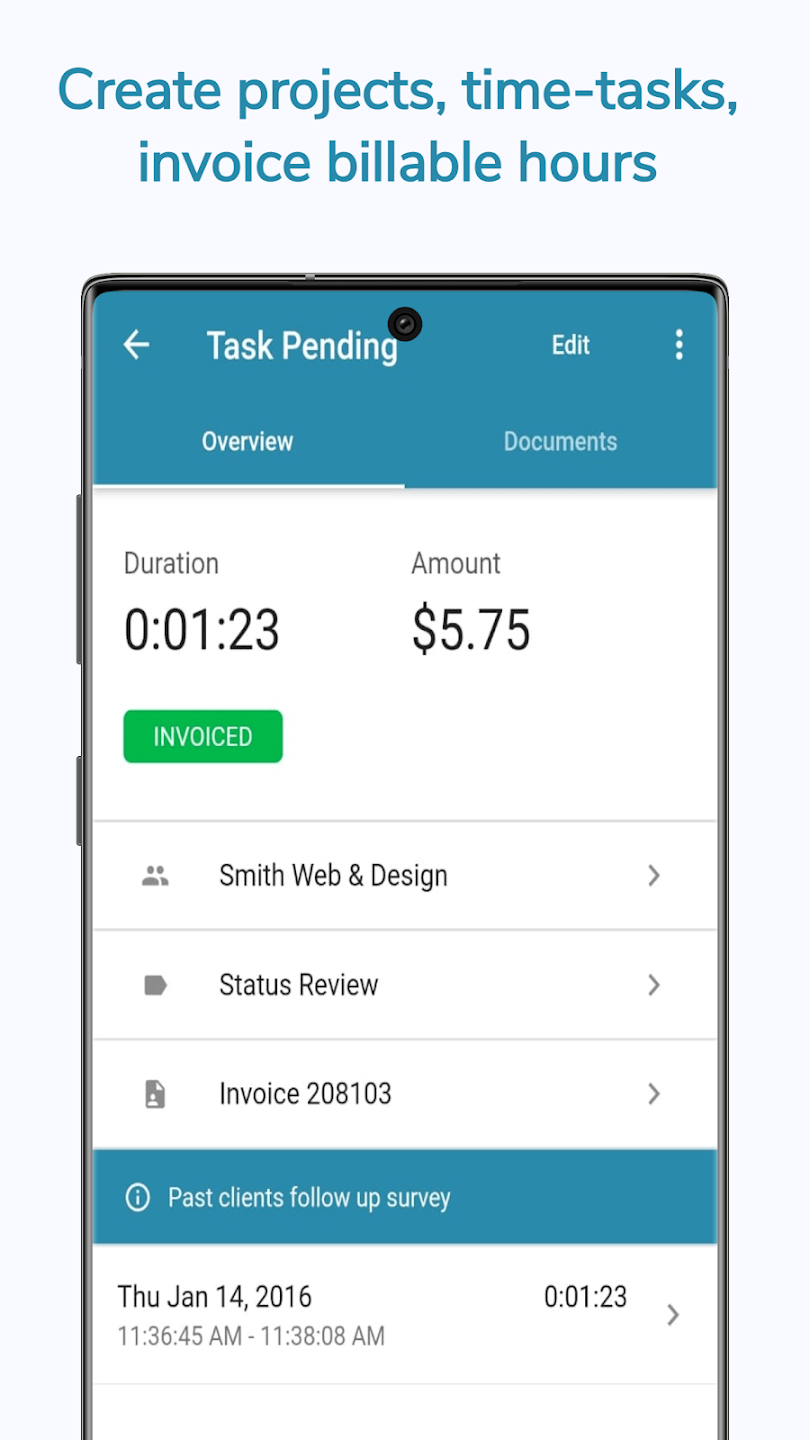 Create projects, time-tasks,
invoice billable hours
Task Pending
Edit
Overview
Documents
Duration
Amount
0:01:23
$5.75
INVOICED
Smith Web & Design
Status Review
Invoice 208103
Past clients follow up survey
Thu Jan 14, 2016
0:01:23
11:36:45 AM - 11:38:08 AM